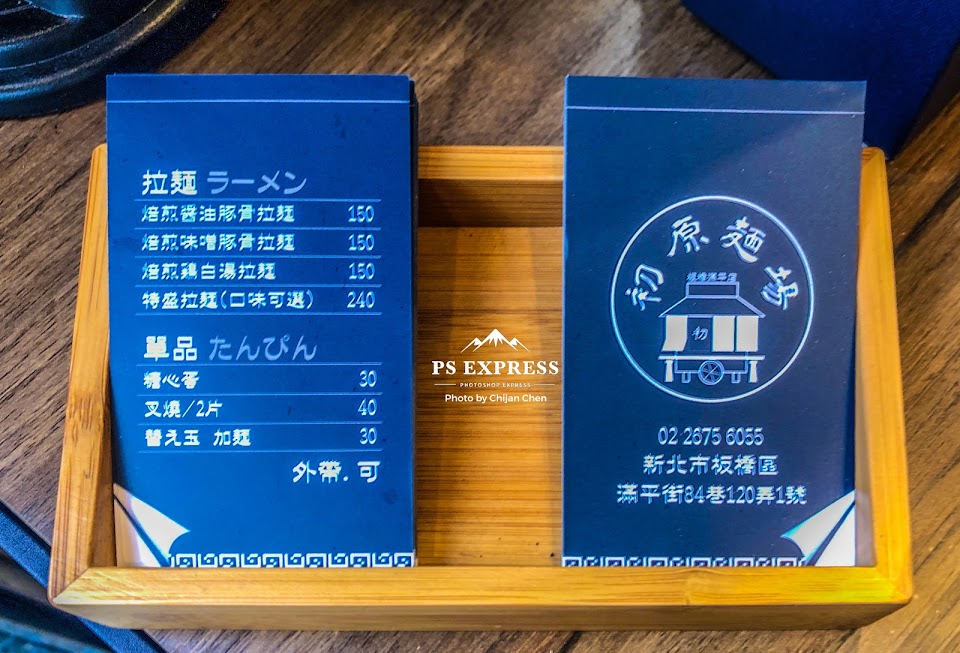 拉麵 ラーメン
焙煎醬油豚骨拉麵 150
焙煎味噌豚骨拉麵 150
焙煎鶏白湯拉麵 150
特盛拉麵(口味可選) 240
單品 たんぴん
糖心蛋 30
叉燒/2片 40
替え玉 加麵 30
外帶.可
PS EXPRESS
PHOTOSHOP EXPRESS
Photo by Chijan Chen
初原麵
初
02 2675 6055
新北市板橋區
滿平街84巷120弄1號